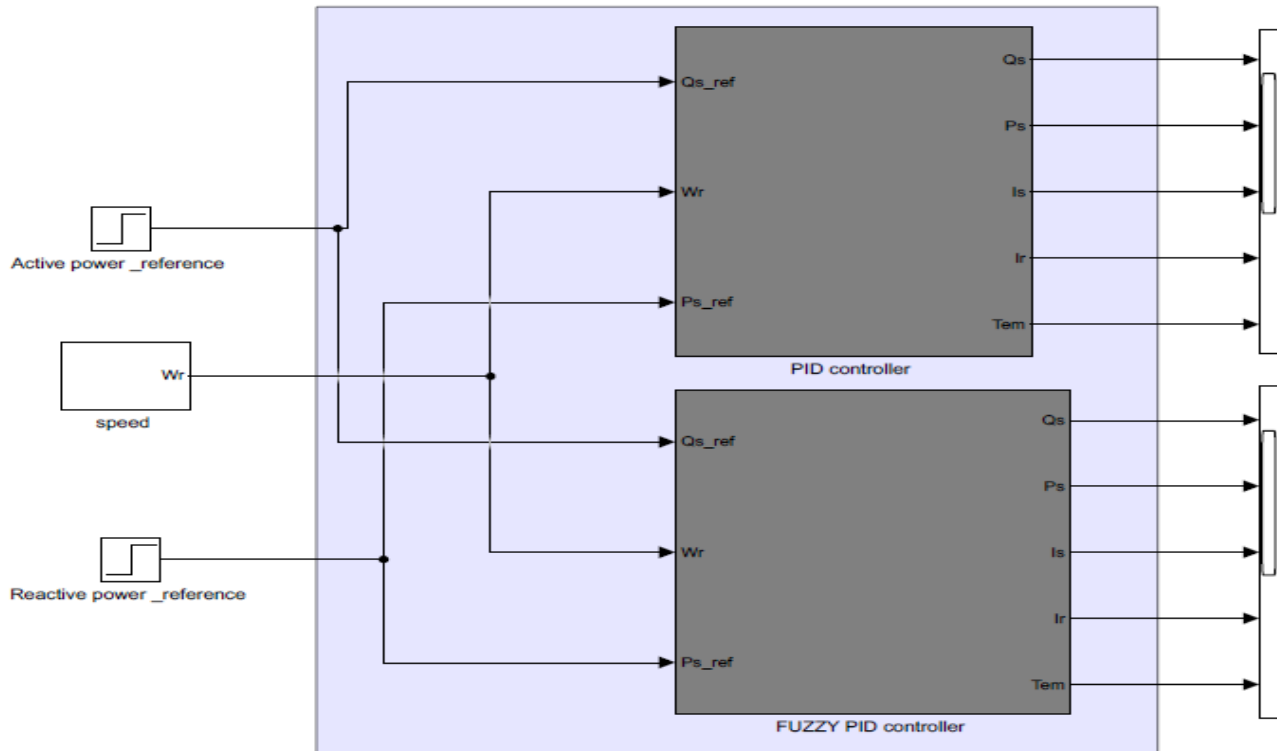 Qs_ref
Wr
Ps_ref
Qs
Ps
Is
Ir
Tem
PID controller
Active power _reference
Wr
speed
Reactive power _reference
Qs_ref
Wr
Ps_ref
Qs
Ps
Is
Ir
Tem
FUZZY PID controller